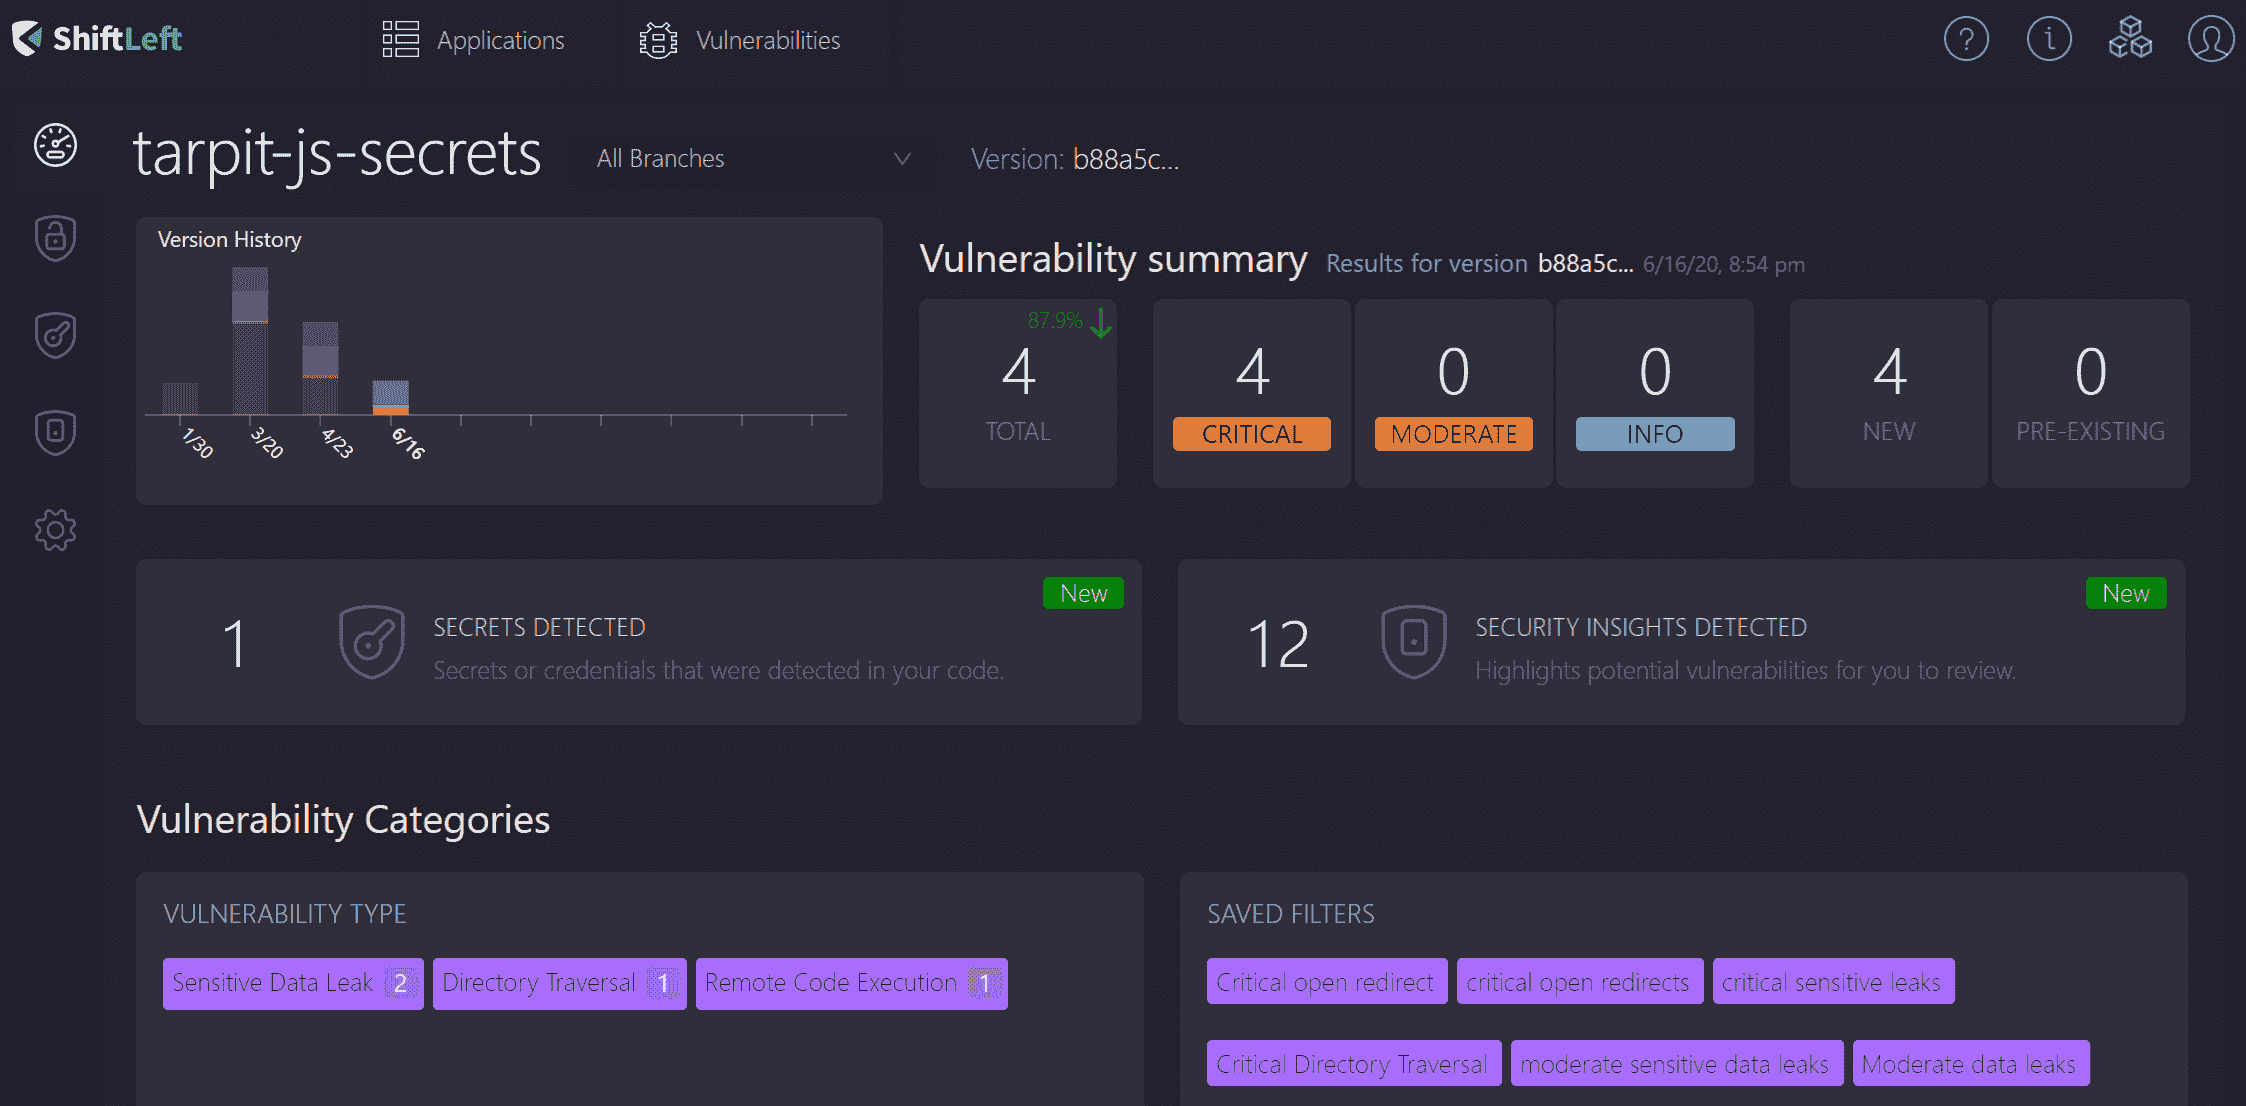 ShiftLeft Applications Vulnerabilities ? i
tarpit-js-secrets All Branches Version: b88a5c...
Version History
1/30 3/20 4/23 6/16
Vulnerability summary Results for version b88a5c... 6/16/20, 8:54 pm
87.9%
4 4 0 0 4 0
TOTAL CRITICAL MODERATE INFO NEW PRE-EXISTING
New
1 SECRETS DETECTED
Secrets or credentials that were detected in your code.
New
12 SECURITY INSIGHTS DETECTED
Highlights potential vulnerabilities for you to review.
Vulnerability Categories
VULNERABILITY TYPE
Sensitive Data Leak 2 Directory Traversal 1 Remote Code Execution 1
SAVED FILTERS
Critical open redirect critical open redirects critical sensitive leaks
Critical Directory Traversal moderate sensitive data leaks Moderate data leaks